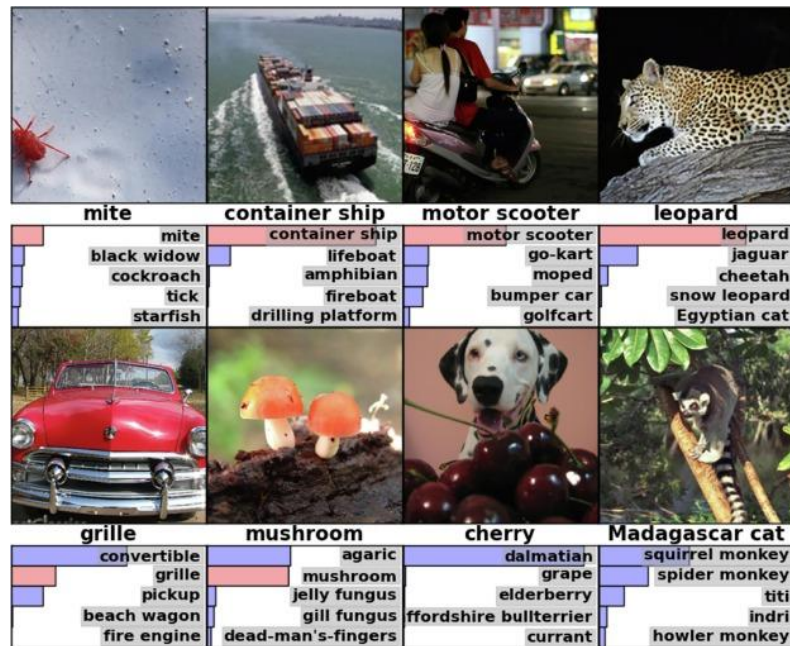 mite
container ship
motor scooter
leopard
mite
black widow
cockroach
tick
starfish
container ship
lifeboat
amphibian
fireboat
drilling platform
motor scooter
go-kart
moped
bumper car
golfcart
leopard
jaguar
cheetah
snow leopard
Egyptian cat
grille
mushroom
cherry
Madagascar cat
convertible
grille
pickup
beach wagon
fire engine
agaric
mushroom
jelly fungus
gill fungus
dead-man's-fingers
dalmatian
grape
elderberry
ffordshire bullterrier
currant
squirrel monkey
spider monkey
titi
indri
howler monkey